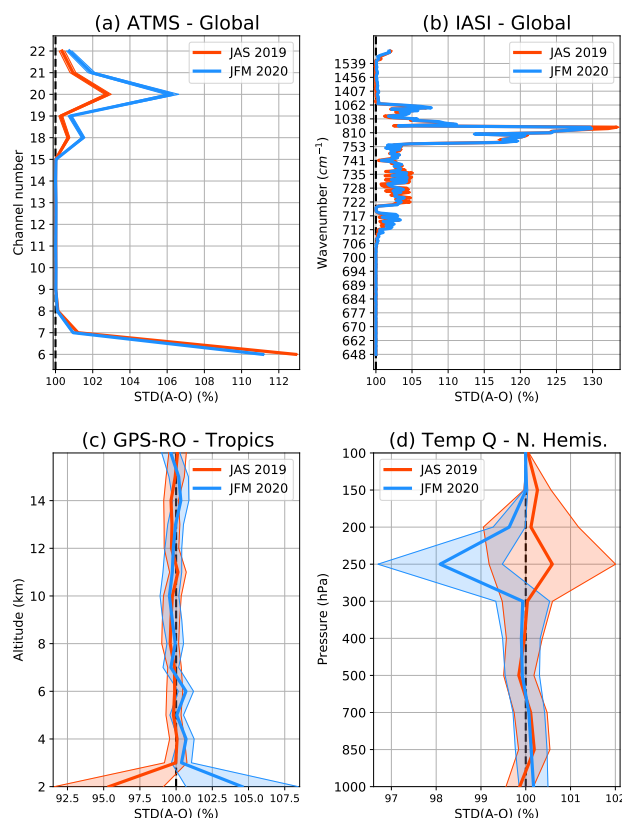 (a) ATMS - Global
JAS 2019
JFM 2020
22
21
20
19
18
15
14
13
12
11
10
9
8
7
6
Channel number
100 102 104 106 108 110 112
STD(A-O) (%)
(b) IASI - Global
JAS 2019
JFM 2020
1539
1456
1407
1062
1038
810
753
741
735
728
722
717
712
706
700
694
689
684
677
670
662
648
Wavenumber (cm⁻¹)
100 105 110 115 120 125 130
STD(A-O) (%)
(c) GPS-RO - Tropics
JAS 2019
JFM 2020
14
12
10
8
6
4
2
Altitude (km)
92.5 95.0 97.5 100.0 102.5 105.0 107.5
STD(A-O) (%)
(d) Temp Q - N. Hemis.
JAS 2019
JFM 2020
100
150
200
250
300
400
500
700
850
1000
Pressure (hPa)
97 98 99 100 101 102
STD(A-O) (%)